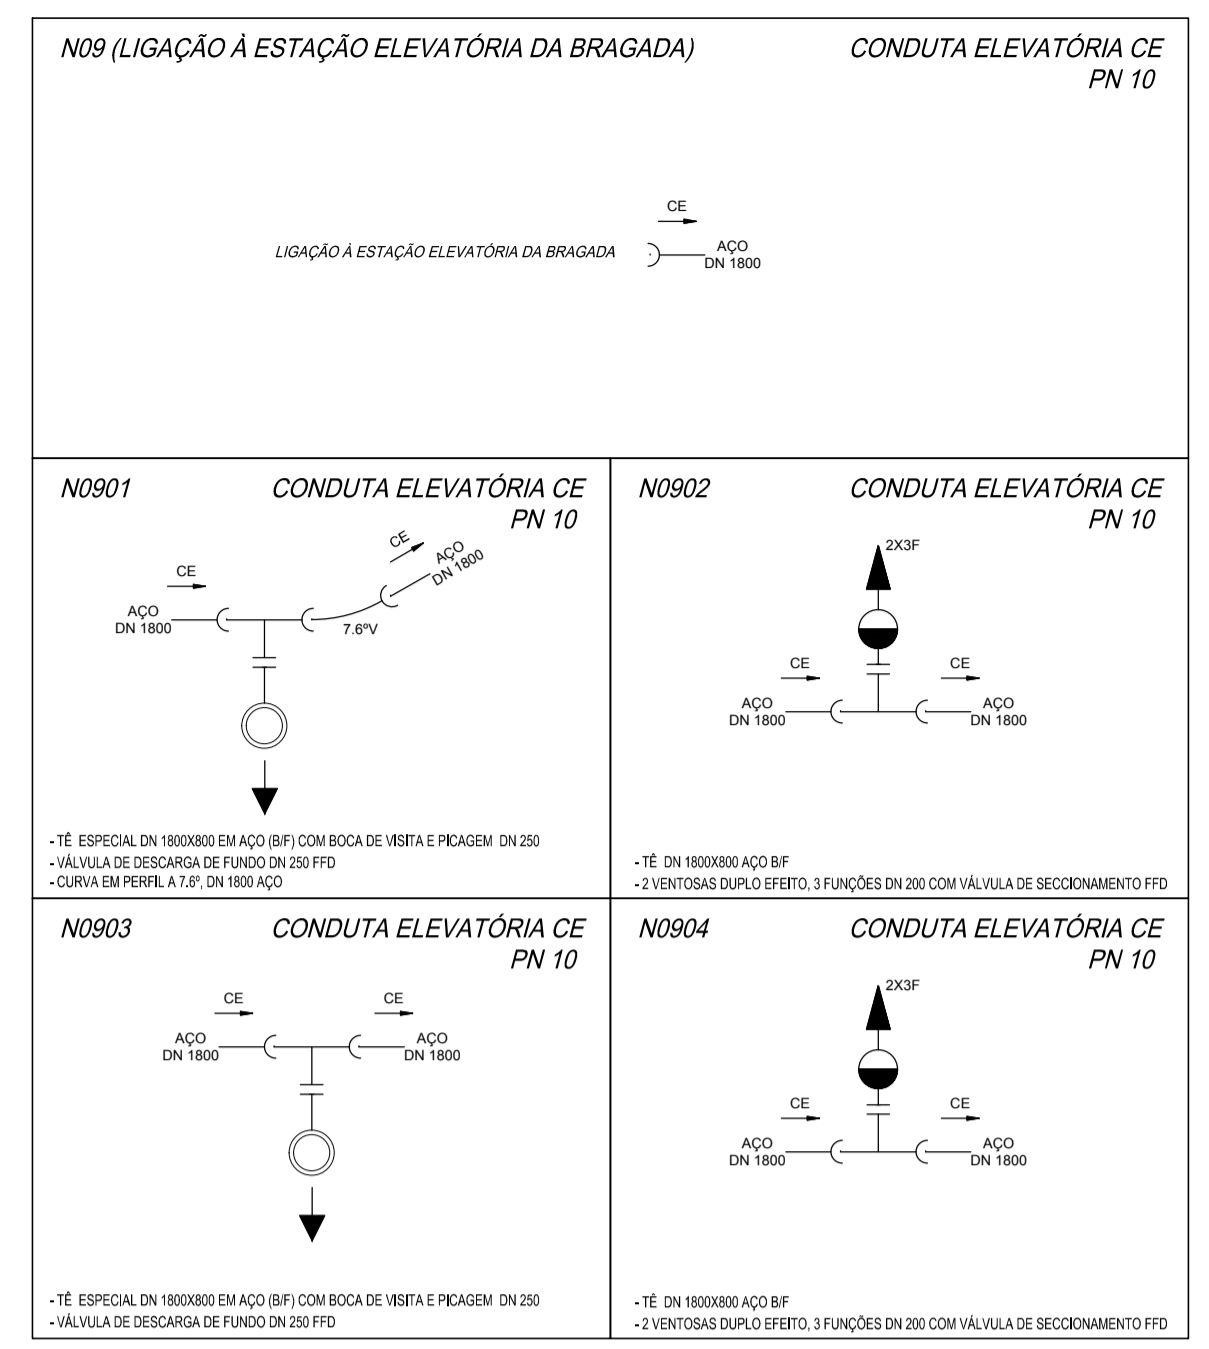 N09 (LIGAÇÃO À ESTAÇÃO ELEVATÓRIA DA BRAGADA)
CONDUTA ELEVATÓRIA CE
PN 10
CE
LIGAÇÃO À ESTAÇÃO ELEVATÓRIA DA BRAGADA
AÇO
DN 1800
N0901
CONDUTA ELEVATÓRIA CE
PN 10
CE
AÇO
DN 1800
CE
AÇO
DN 1800
7.6ºV
- TÊ ESPECIAL DN 1800X800 EM AÇO (B/F) COM BOCA DE VISITA E PICAGEM DN 250
- VÁLVULA DE DESCARGA DE FUNDO DN 250 FFD
- CURVA EM PERFIL A 7.6º, DN 1800 AÇO
N0902
CONDUTA ELEVATÓRIA CE
PN 10
2X3F
CE
CE
AÇO
DN 1800
AÇO
DN 1800
- TÊ DN 1800X800 AÇO B/F
- 2 VENTOSAS DUPLO EFEITO, 3 FUNÇÕES DN 200 COM VÁLVULA DE SECCIONAMENTO FFD
N0903
CONDUTA ELEVATÓRIA CE
PN 10
CE
CE
AÇO
DN 1800
AÇO
DN 1800
- TÊ ESPECIAL DN 1800X800 EM AÇO (B/F) COM BOCA DE VISITA E PICAGEM DN 250
- VÁLVULA DE DESCARGA DE FUNDO DN 250 FFD
N0904
CONDUTA ELEVATÓRIA CE
PN 10
2X3F
CE
CE
AÇO
DN 1800
AÇO
DN 1800
- TÊ DN 1800X800 AÇO B/F
- 2 VENTOSAS DUPLO EFEITO, 3 FUNÇÕES DN 200 COM VÁLVULA DE SECCIONAMENTO FFD